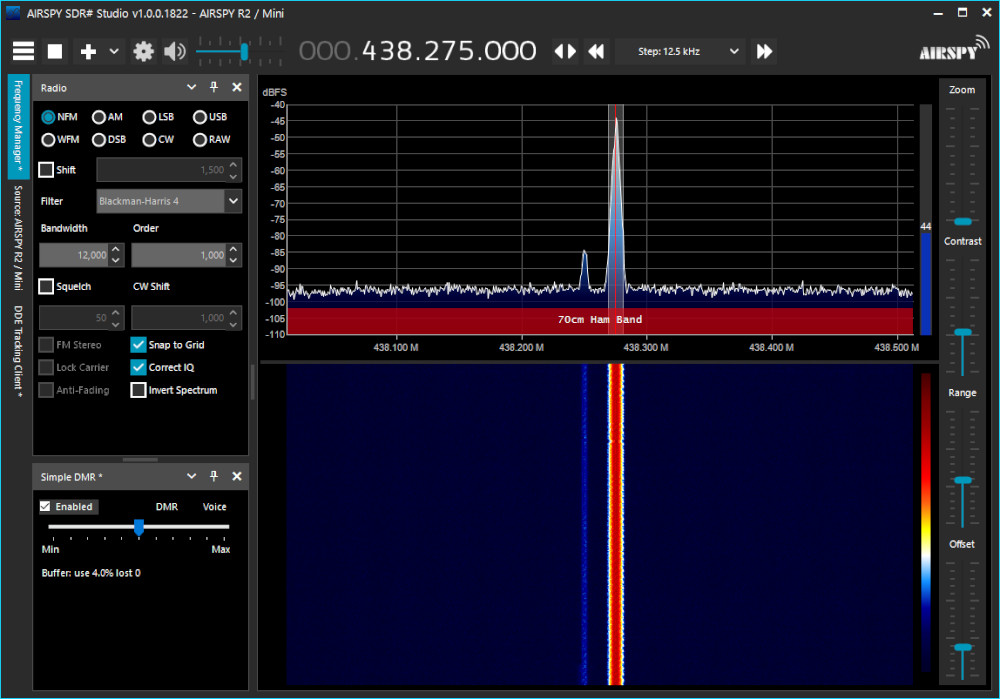 AIRSPY SDR# Studio v1.0.0.1822 - AIRSPY R2 / Mini
000.438.275.000
Step: 12.5 kHz
AIRSPY
Frequency Manager *
Source: AIRSPY R2 / Mini
DDE Tracking Client *
Radio
NFM AM LSB USB
WFM DSB CW RAW
Shift 1,500
Filter Blackman-Harris 4
Bandwidth Order
12,000 1,000
Squelch CW Shift
50 1,000
FM Stereo Snap to Grid
Lock Carrier Correct IQ
Anti-Fading Invert Spectrum
Simple DMR *
Enabled DMR Voice
Min Max
Buffer: use 4.0% lost 0
dBFS
-40
-45
-50
-55
-60
-65
-70
-75
-80
-85
-90
-95
-100
-105
-110
70cm Ham Band
438.100 M 438.200 M 438.300 M 438.400 M 438.500 M
44
Zoom
Contrast
Range
Offset